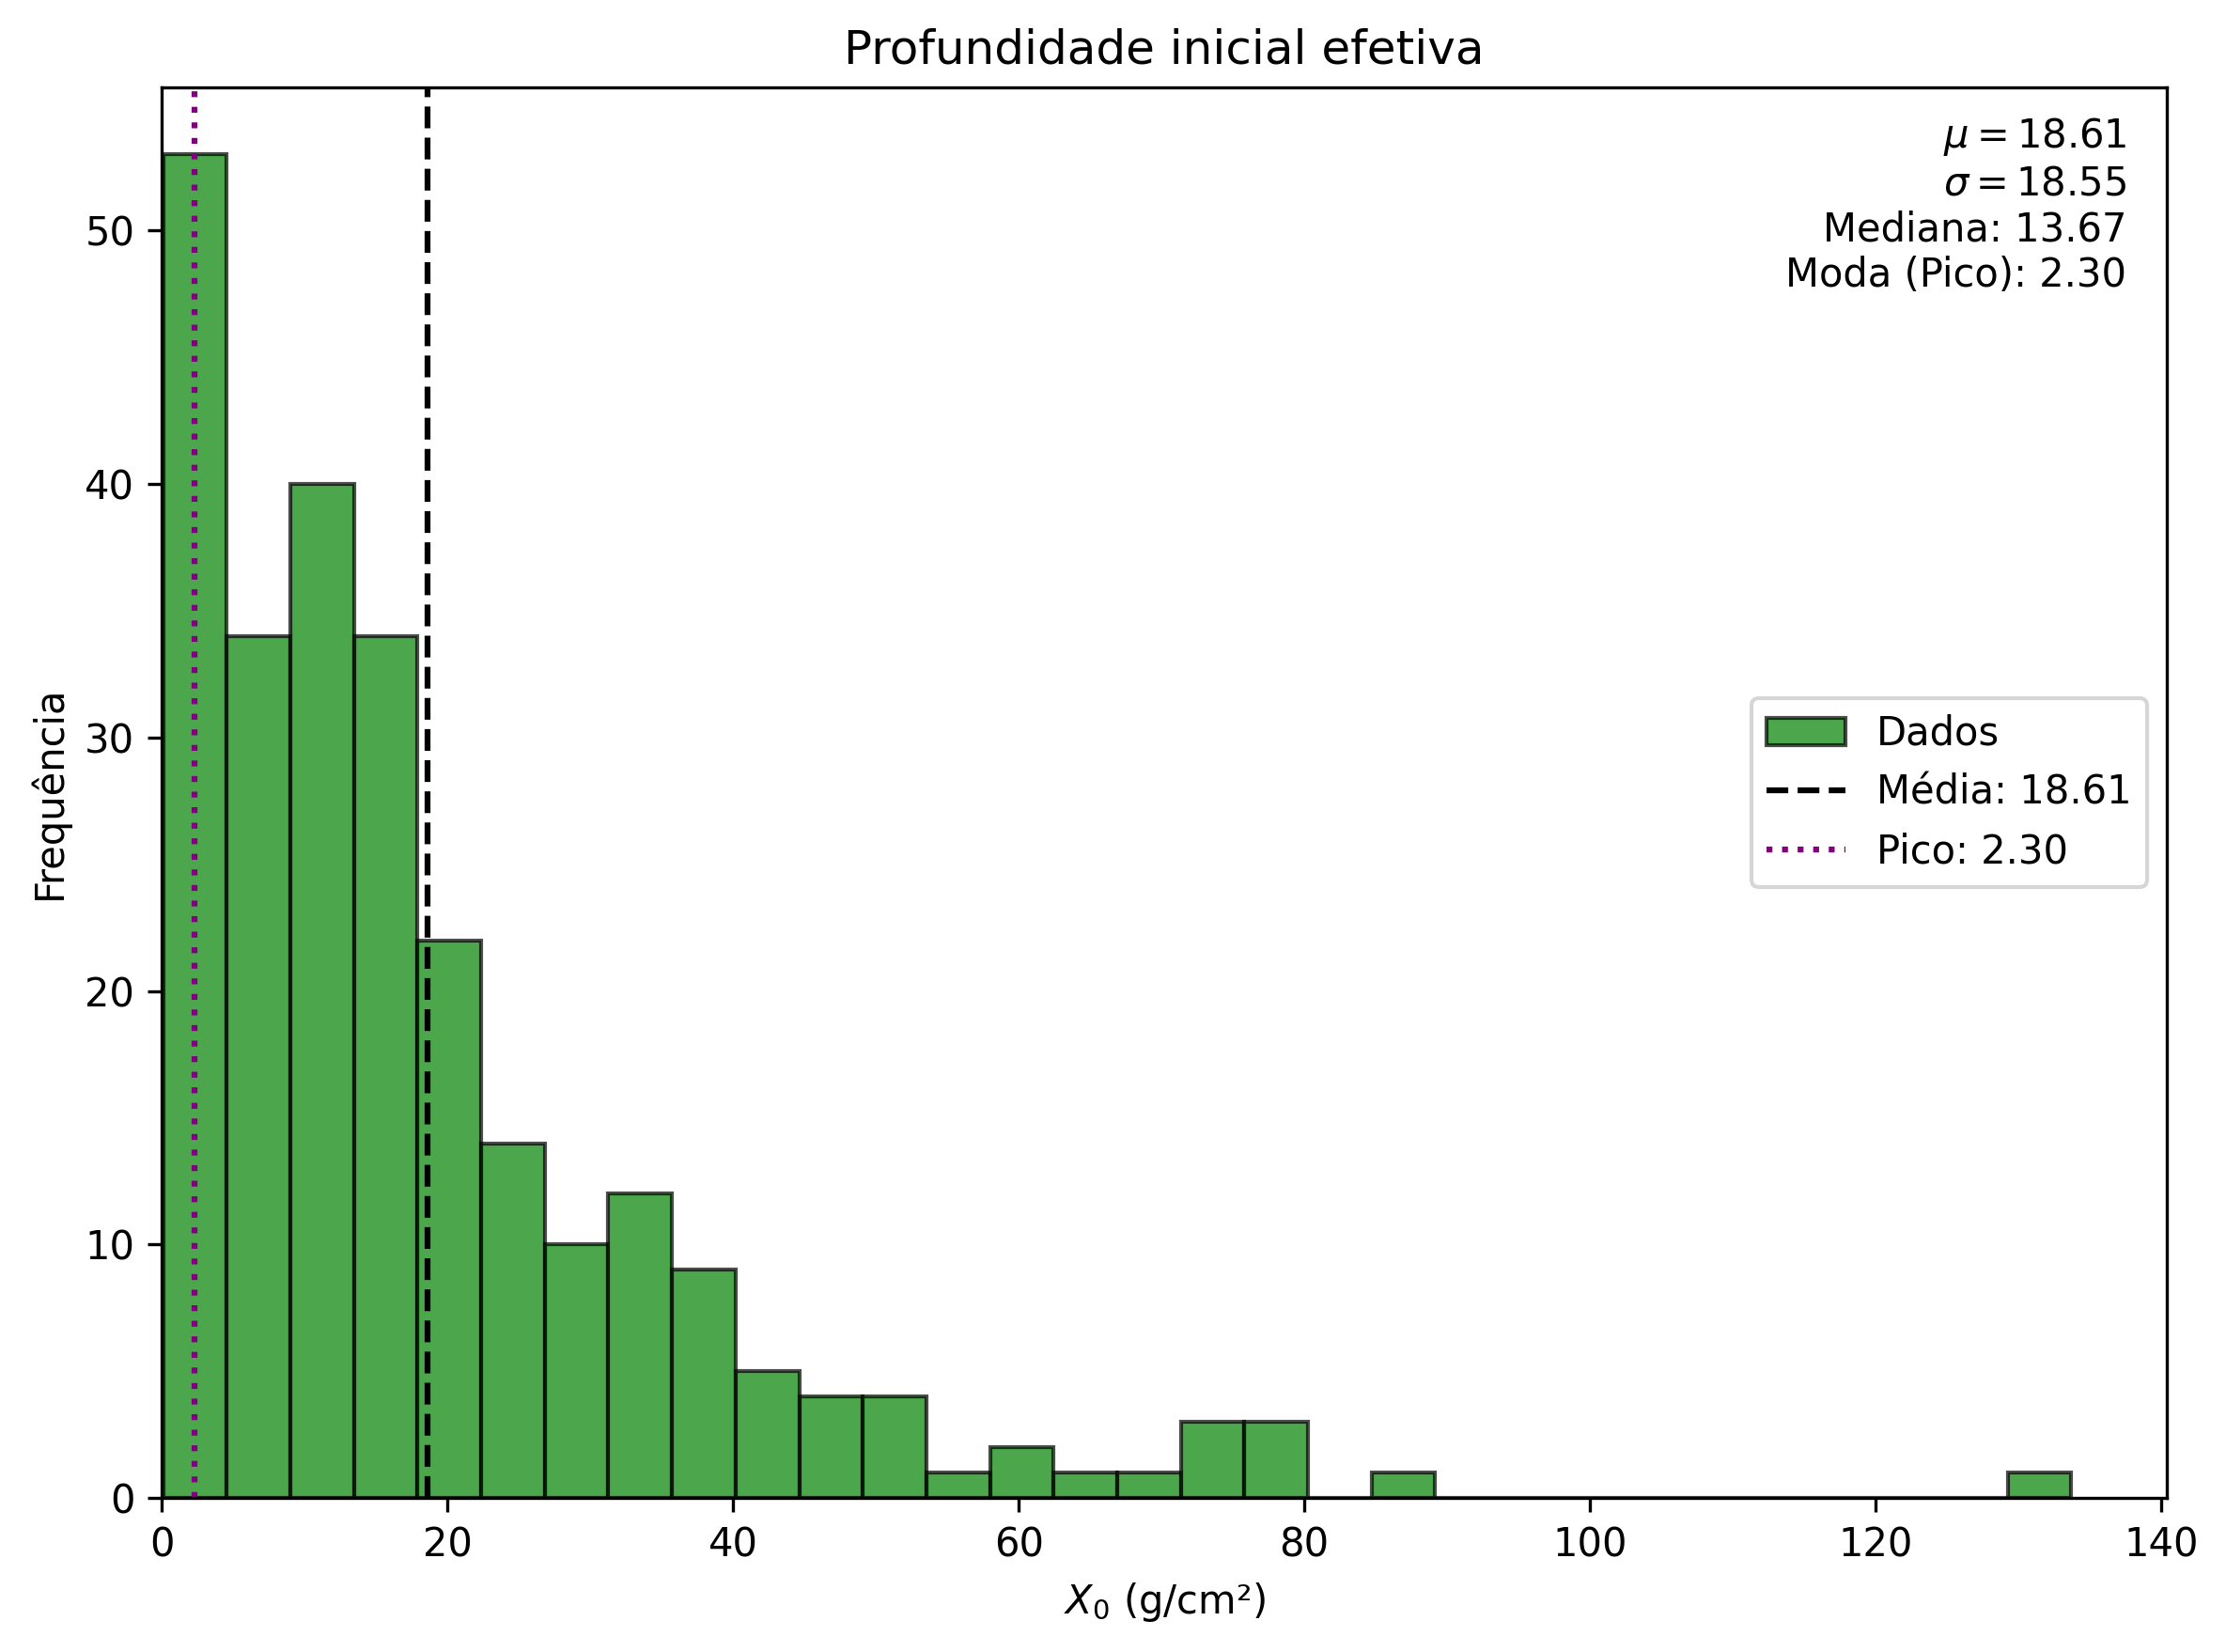 Profundidade inicial efetiva
μ = 18.61
σ = 18.55
Mediana: 13.67
Moda (Pico): 2.30
50
40
30
20
10
0
Frequência
Dados
Média: 18.61
Pico: 2.30
0 20 40 60 80 100 120 140
X₀ (g/cm²)